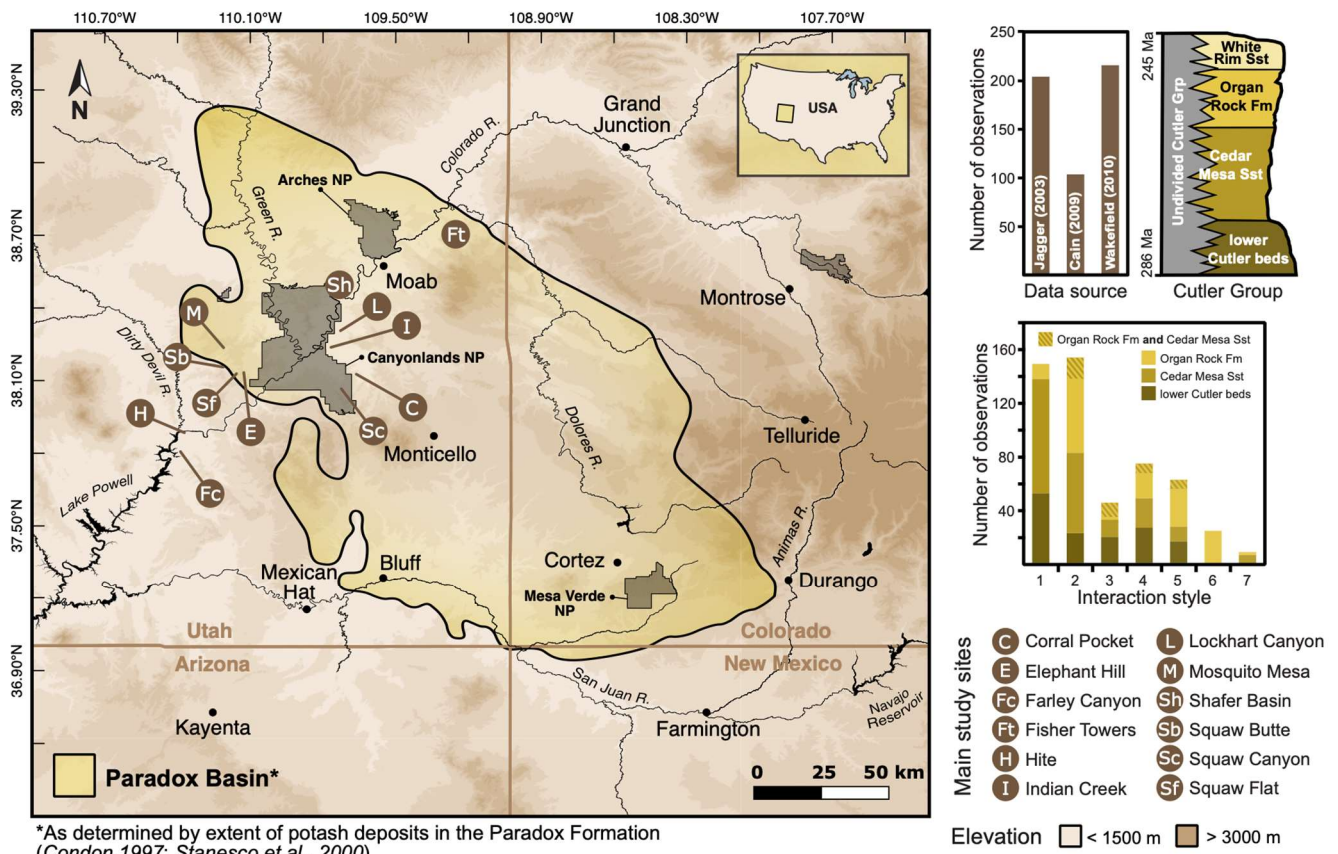 110.70°W 110.10°W 109.50°W 108.90°W 108.30°W 107.70°W
39.30°N
38.70°N
38.10°N
37.50°N
36.90°N
N
USA
Grand
Junction
Colorado R.
Arches NP
Green R.
Ft
Moab
Sh
Montrose
M
L
I
Dirty Devil R.
Canyonlands NP
Sb
Sf
C
H
E
Sc
Monticello
Dolores R.
Telluride
Fc
Lake Powell
Animas R.
Bluff
Cortez
Mexican
Hat
Durango
Mesa Verde
NP
Utah
Colorado
Arizona
New Mexico
San Juan R.
Navajo
Reservoir
Kayenta
Farmington
Paradox Basin*
0 25 50 km
*As determined by extent of potash deposits in the Paradox Formation
(Condon 1997; Stanesco et al., 2000)
Number of observations
250
200
150
100
50
Jagger (2003)
Cain (2009)
Wakefield (2010)
Data source
245 Ma
286 Ma
Undivided Cutler Grp
White
Rim Sst
Organ
Rock Fm
Cedar
Mesa Sst
lower
Cutler beds
Cutler Group
Number of observations
160
120
80
40
Organ Rock Fm and Cedar Mesa Sst
Organ Rock Fm
Cedar Mesa Sst
lower Cutler beds
1 2 3 4 5 6 7
Interaction style
Main study sites
C Corral Pocket
E Elephant Hill
Fc Farley Canyon
Ft Fisher Towers
H Hite
I Indian Creek
L Lockhart Canyon
M Mosquito Mesa
Sh Shafer Basin
Sb Squaw Butte
Sc Squaw Canyon
Sf Squaw Flat
Elevation < 1500 m > 3000 m